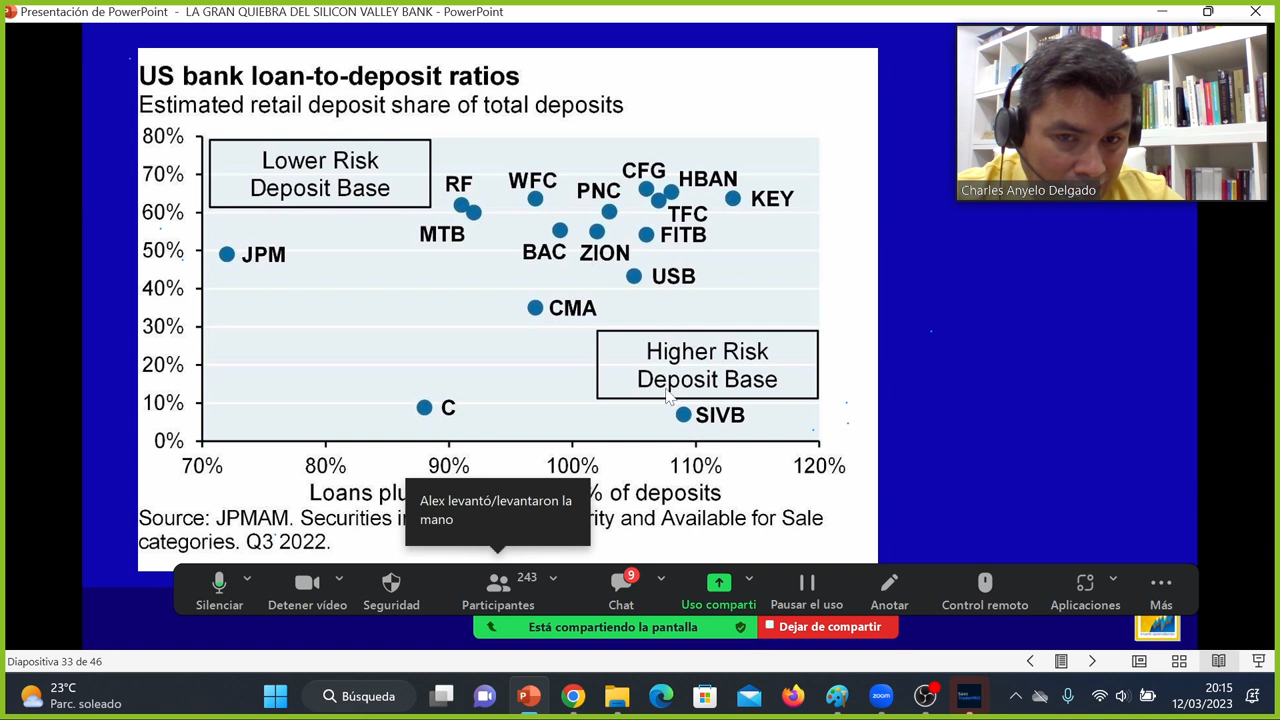 Presentación de PowerPoint - LA GRAN QUIEBRA DEL SILICON VALLEY BANK - PowerPoint
US bank loan-to-deposit ratios
Estimated retail deposit share of total deposits
80%
70%
60%
50%
40%
30%
20%
10%
0%
Lower Risk
Deposit Base
RF
WFC
CFG
HBAN
PNC
KEY
TFC
MTB
FITB
BAC
ZION
JPM
USB
CMA
Higher Risk
Deposit Base
C
SIVB
70%
80%
90%
100%
110%
120%
Loans % of deposits
Source: JPMAM. Securities and Available for Sale
categories. Q3 2022.
Charles Anyelo Delgado
Alex levantó/levantaron la
mano
243
9
Silenciar
Detener vídeo
Seguridad
Participantes
Chat
Uso comparti
Pausar el uso
Anotar
Control remoto
Aplicaciones
Más
Está compartiendo la pantalla
Dejar de compartir
Diapositiva 33 de 46
23°C
Parc. soleado
Búsqueda
zoom
20:15
12/03/2023